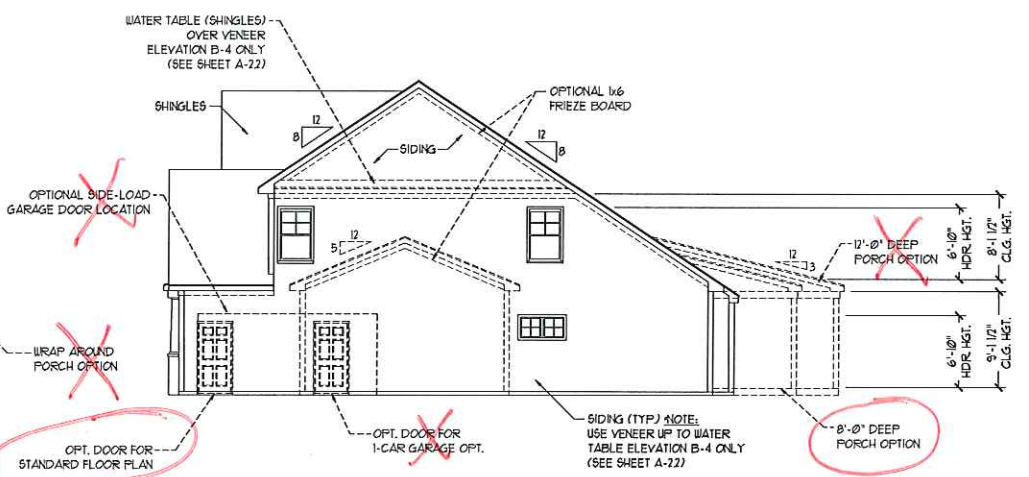 WATER TABLE (SHINGLES)
OVER VENEER
ELEVATION B-4 ONLY
(SEE SHEET A-2.2)
SHINGLES
12
8
OPTIONAL 1x6
FRIEZE BOARD
12
8
SIDING
OPTIONAL SIDE-LOAD
GARAGE DOOR LOCATION
12
5
12
3
12'-0" DEEP
PORCH OPTION
6'-10"
HDR. HGT.
8'-1 1/2"
CLG. HGT.
WRAP AROUND
PORCH OPTION
6'-10"
HDR. HGT.
9'-1 1/2"
CLG. HGT.
OPT. DOOR FOR
STANDARD FLOOR PLAN
OPT. DOOR FOR
1-CAR GARAGE OPT.
SIDING (TYP.) NOTE:
USE VENEER UP TO WATER
TABLE ELEVATION B-4 ONLY
(SEE SHEET A-2.2)
8'-0" DEEP
PORCH OPTION